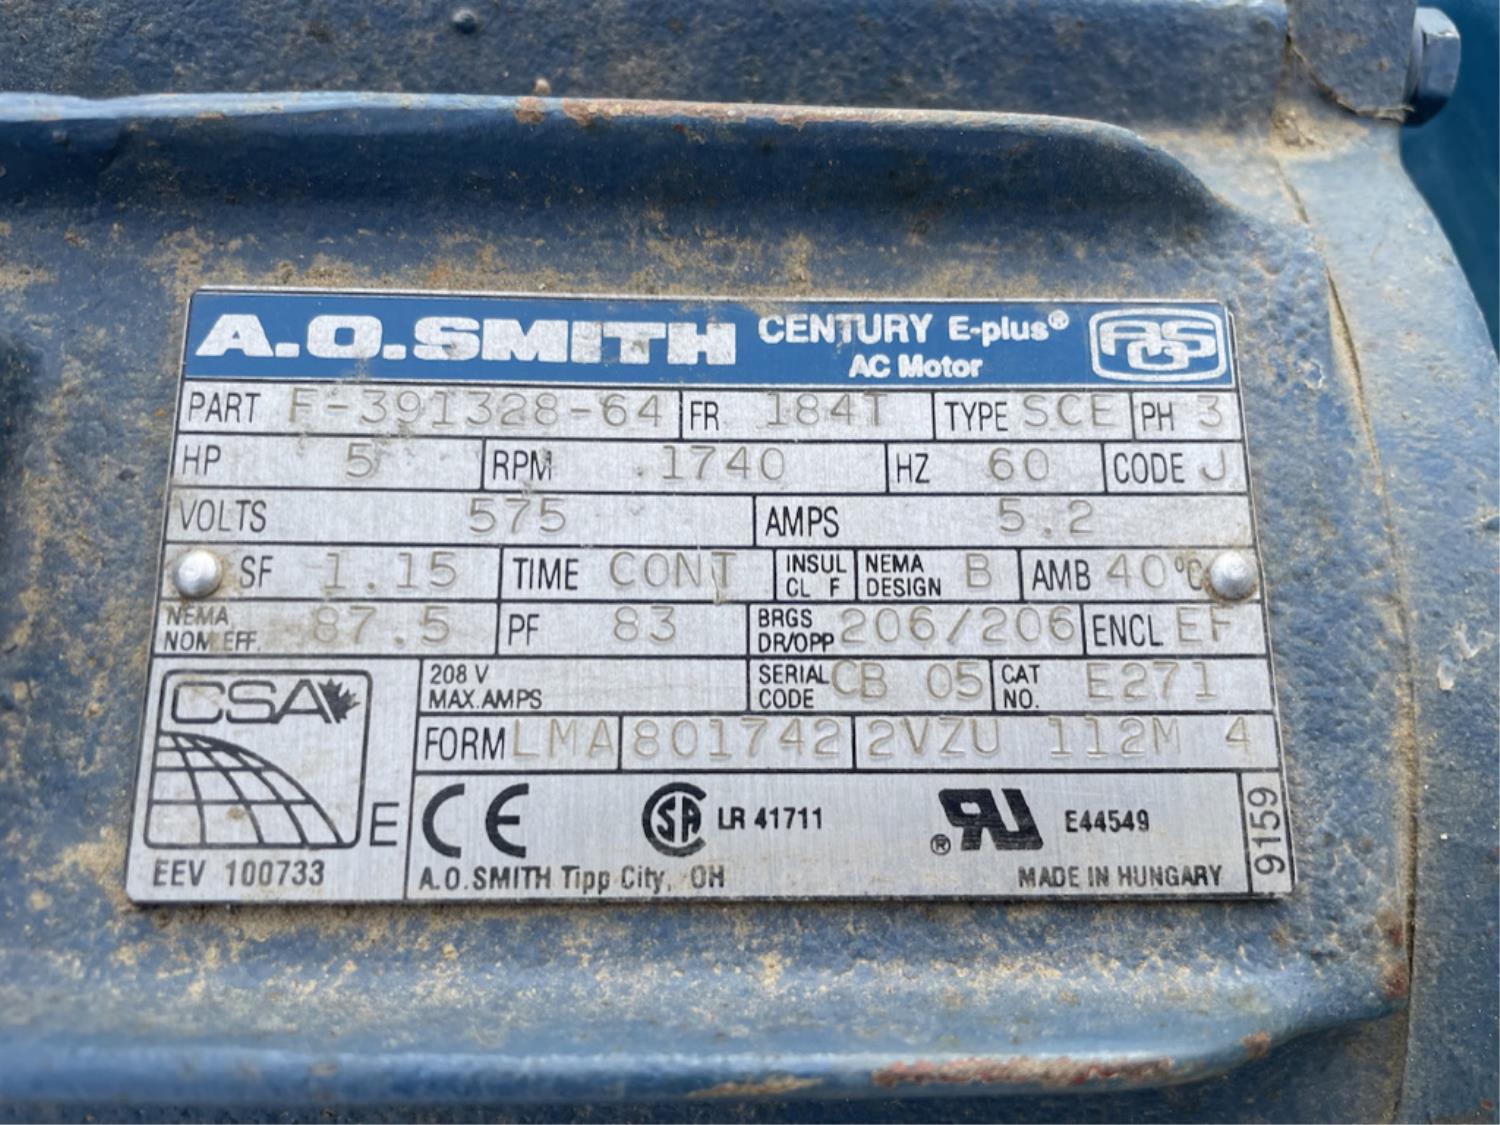 A.O.SMITH CENTURY E-plus® AC Motor AOS
PART F-391328-64 FR 184T TYPE SCE PH 3
HP 5 RPM 1740 HZ 60 CODE J
VOLTS 575 AMPS 5.2
SF 1.15 TIME CONT INSUL CL F NEMA DESIGN B AMB 40°C
NEMA NOM EFF. 87.5 PF 83 BRGS DR/OPP 206/206 ENCL EF
208 V MAX.AMPS SERIAL CODE CB 05 CAT NO. E271
FORM LMA 801742 2VZU 112M 4
CSA E
EEV 100733
CE SA LR 41711 ®RU E44549
A.O.SMITH Tipp City, OH MADE IN HUNGARY
9159